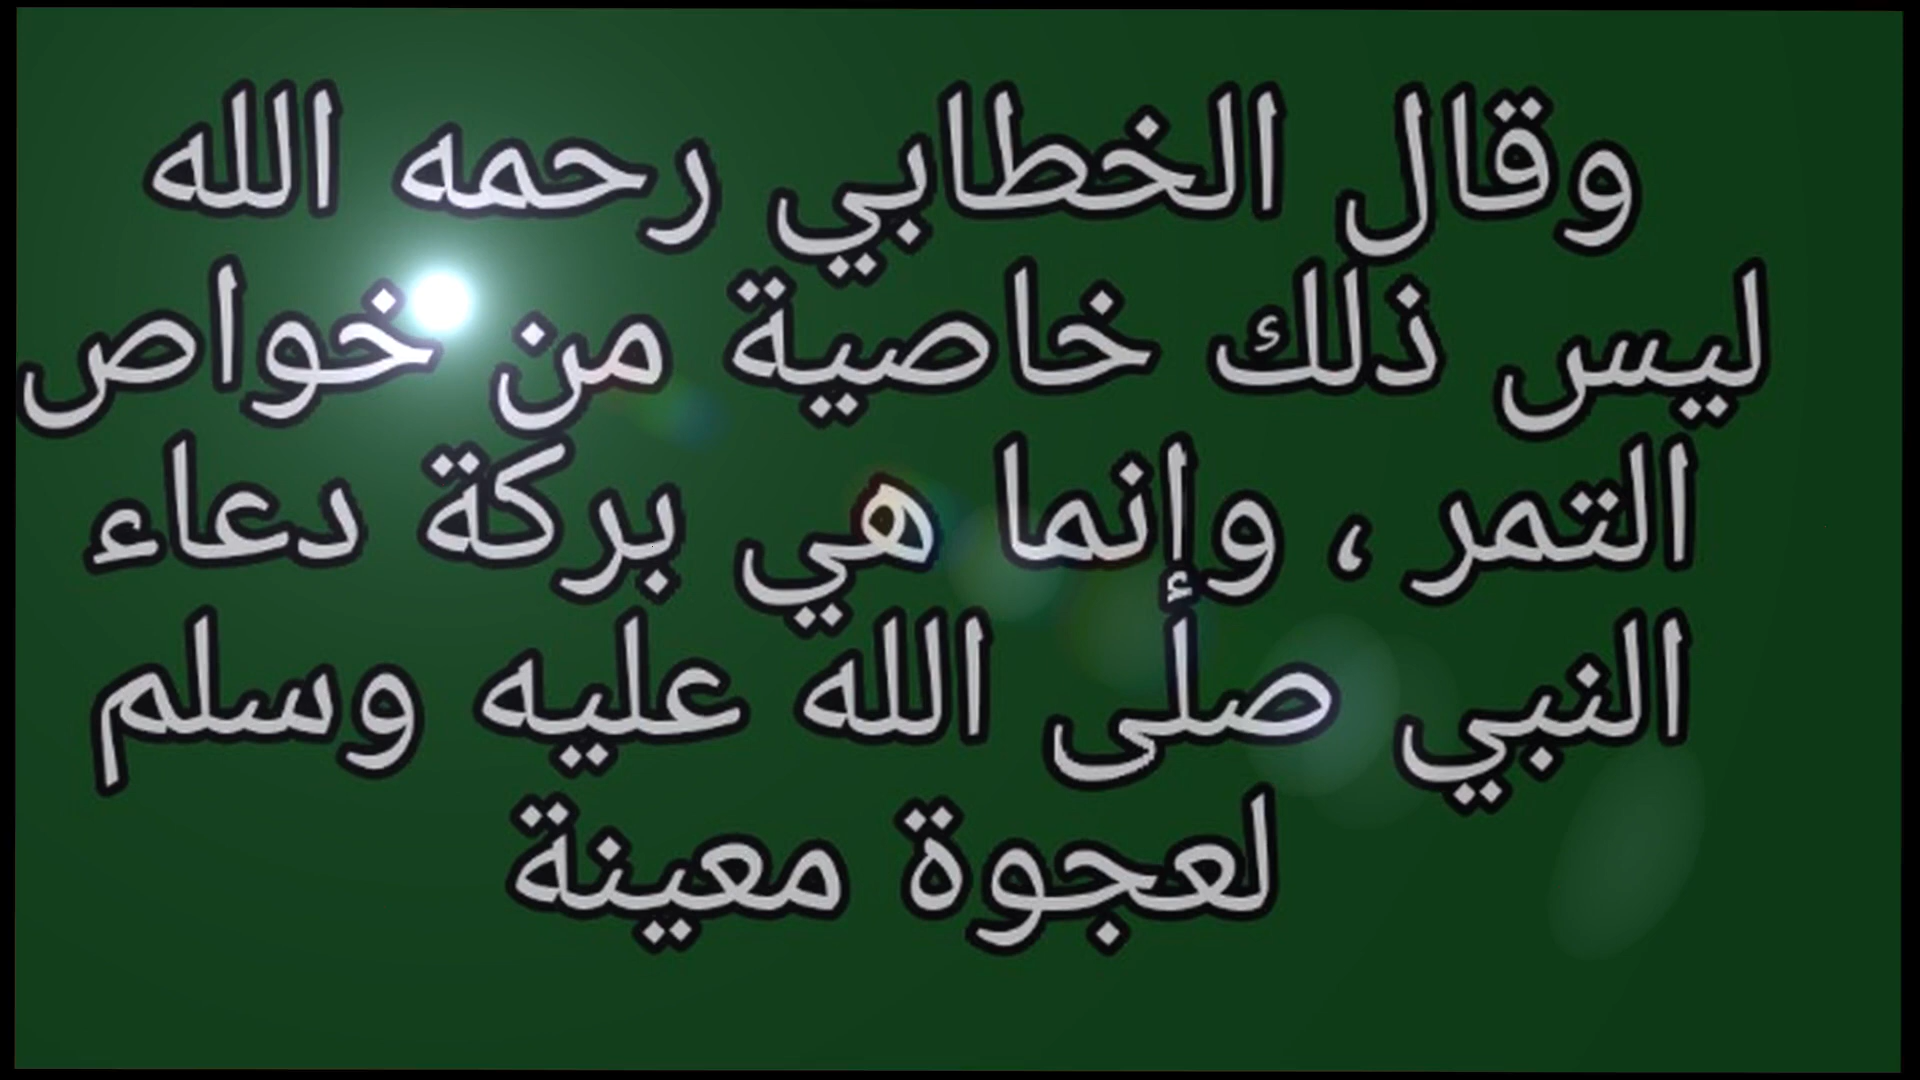 وقال الخطابي رحمه الله
ليس ذلك خاصية من خواص
التمر ، وإنما هي بركة دعاء
النبي صلى الله عليه وسلم
لعجوة معينة